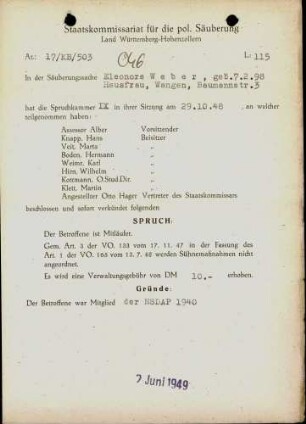 Staatskommissariat für die pol. Säuberung
Land Württemberg-Hohenzollern
Az: 17/KB/503
C46
L 115
In der Säuberungssache Eleonore Weber, geb.7.2.98
Hausfrau, Wangen, Baumannstr.3
hat die Spruchkammer IX in ihrer Sitzung am 29.10.48, an welcher
teilgenommen haben:
Assessor Alber Vorsitzender
Knapp, Hans Beisitzer
Veit, Marta "
Boden, Hermann "
Weimt, Karl "
Hinz, Wilhelm "
Kottmann, O.Stud.Dir. "
Klett, Martin "
Angestellter Otto Hager Vertreter des Staatskommissars
beschlossen und sofort verkündet folgenden
SPRUCH:
Der Betroffene ist Mitläufer.
Gem. Art. 3 der VO. 133 vom 17. 11. 47 in der Fassung des
Art. 1 der VO. 165 vom 13. 7. 48 werden Sühnemaßnahmen nicht
angeordnet.
Es wird eine Verwaltungsgebühr von DM 10,- erhoben.
Gründe:
Der Betroffene war Mitglied der NSDAP 1940
7 Juni 1949